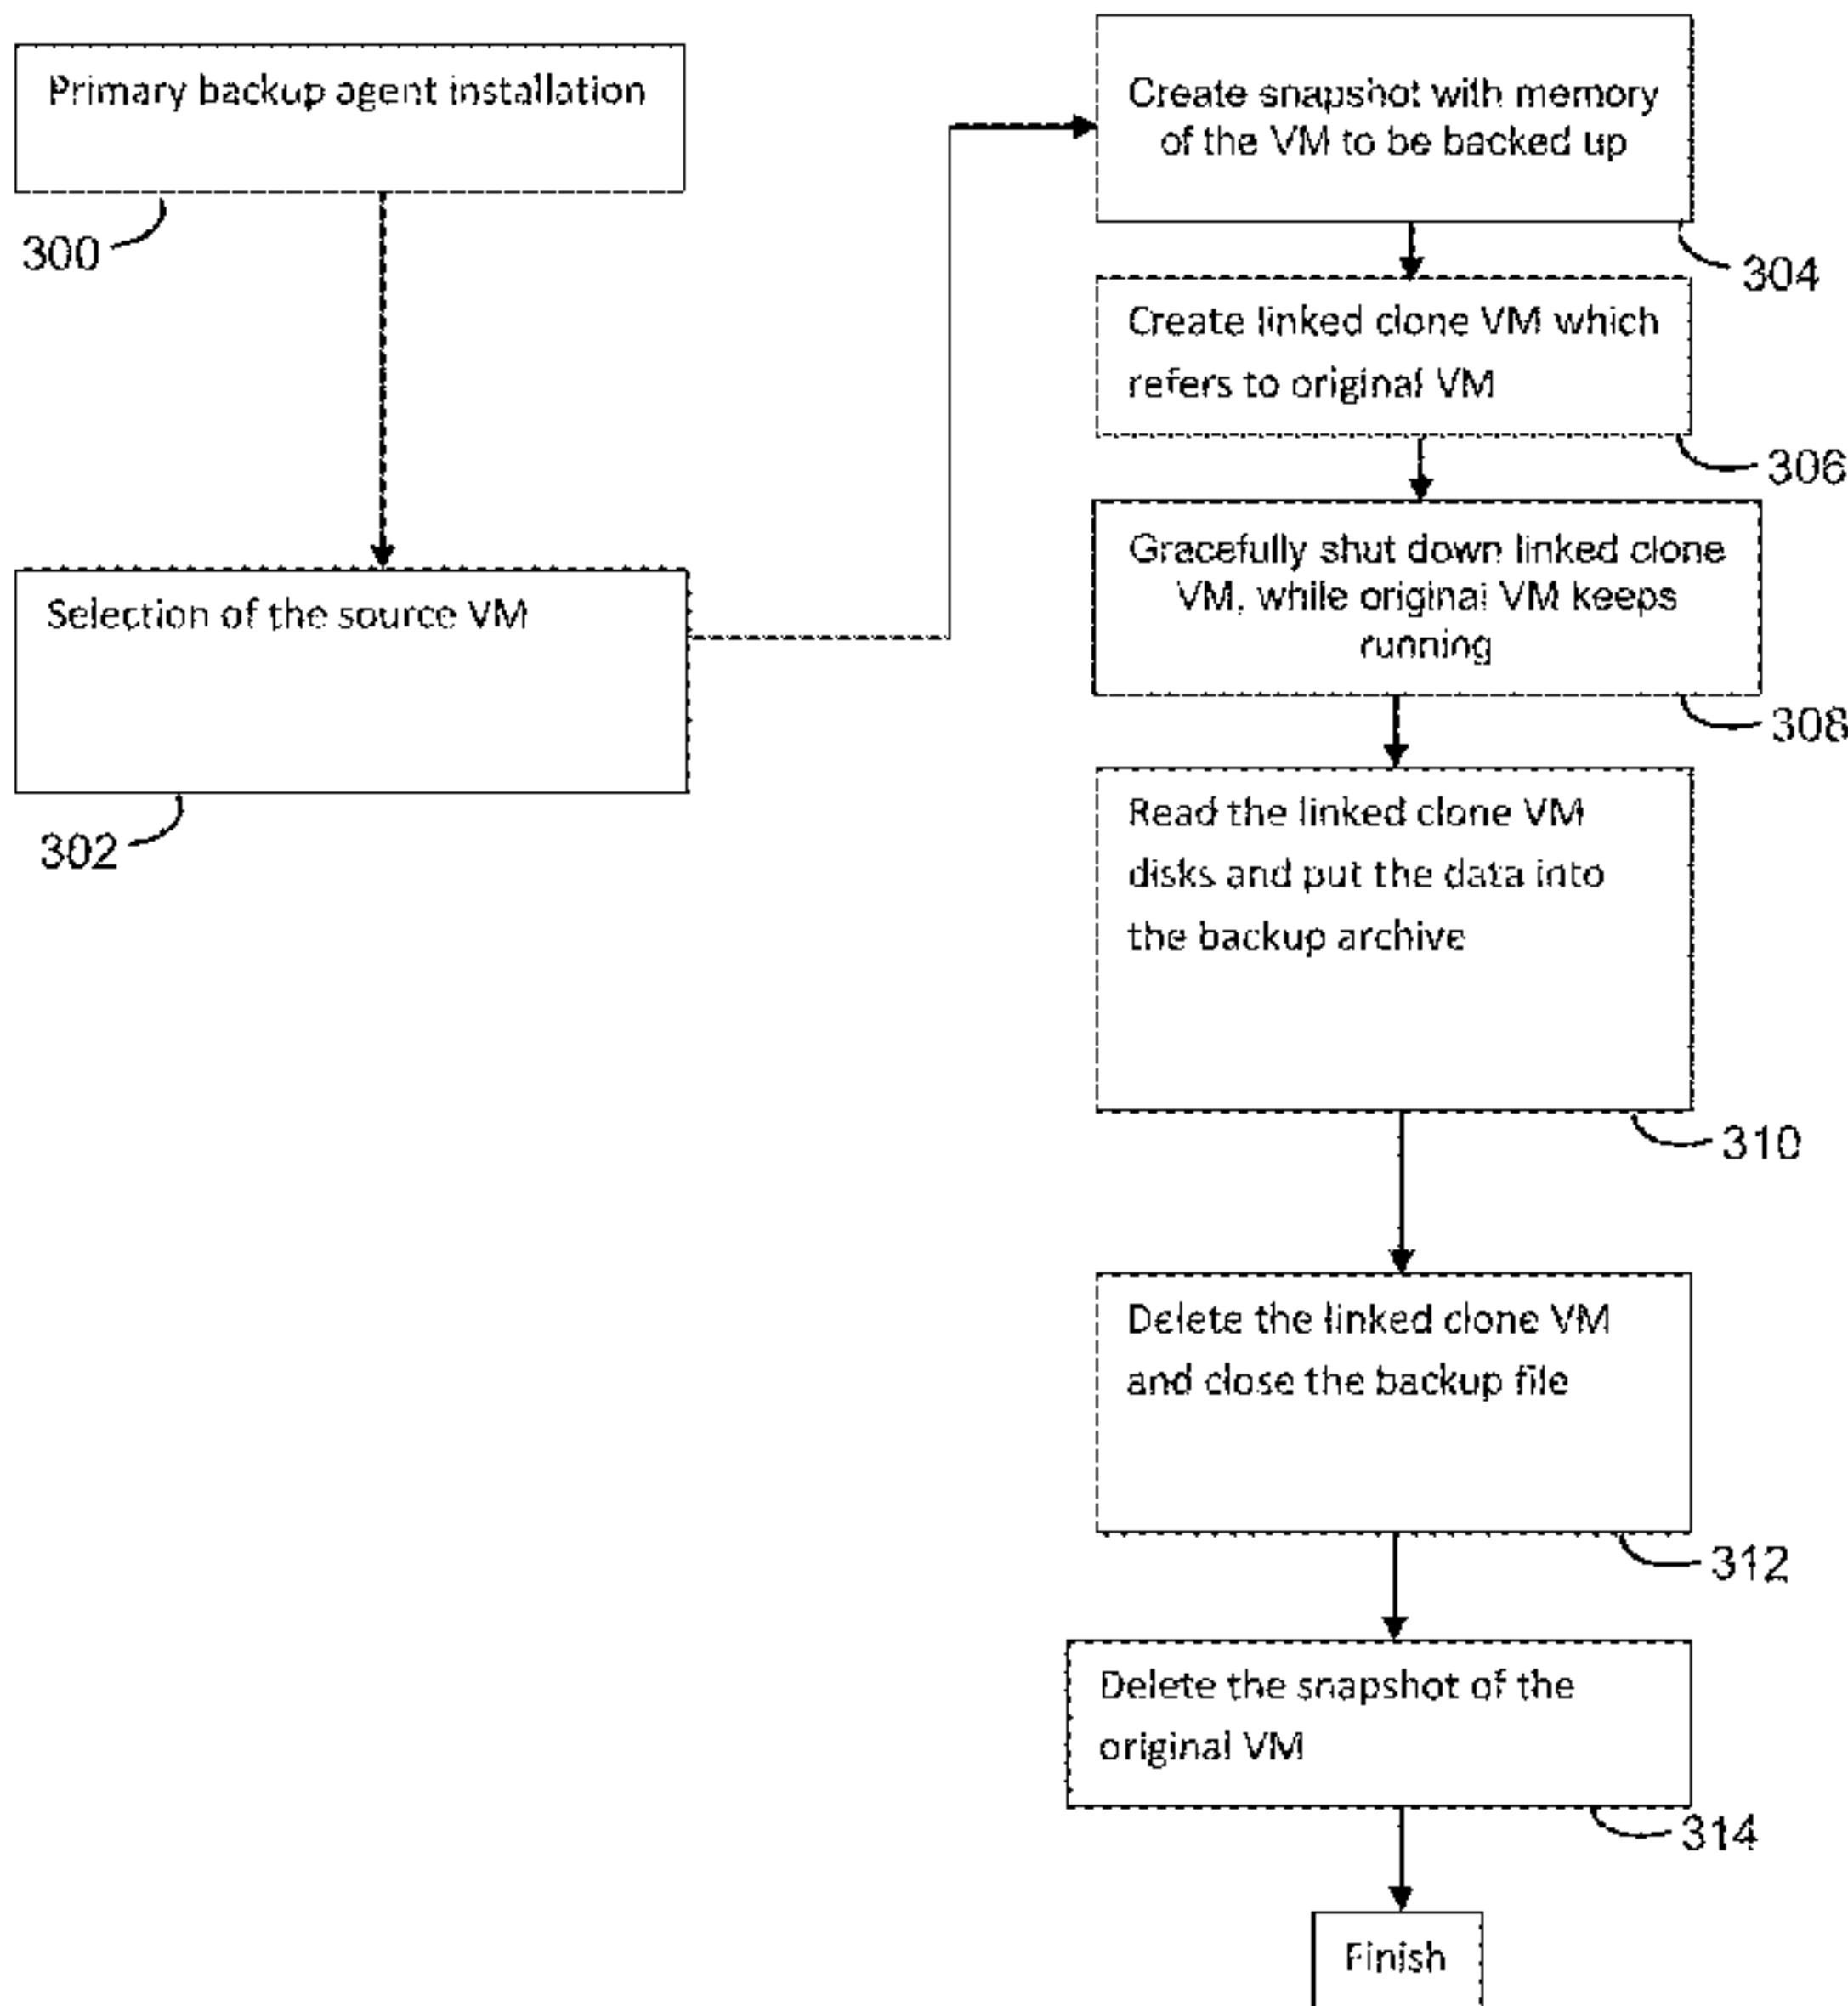 Primary backup agent installation
300
Selection of the source VM
302
Create snapshot with memory
of the VM to be backed up
304
Create linked clone VM which
refers to original VM
306
Gracefully shut down linked clone
VM, while original VM keeps
running
308
Read the linked clone VM
disks and put the data into
the backup archive
310
Delete the linked clone VM
and close the backup file
312
Delete the snapshot of the
original VM
314
Finish